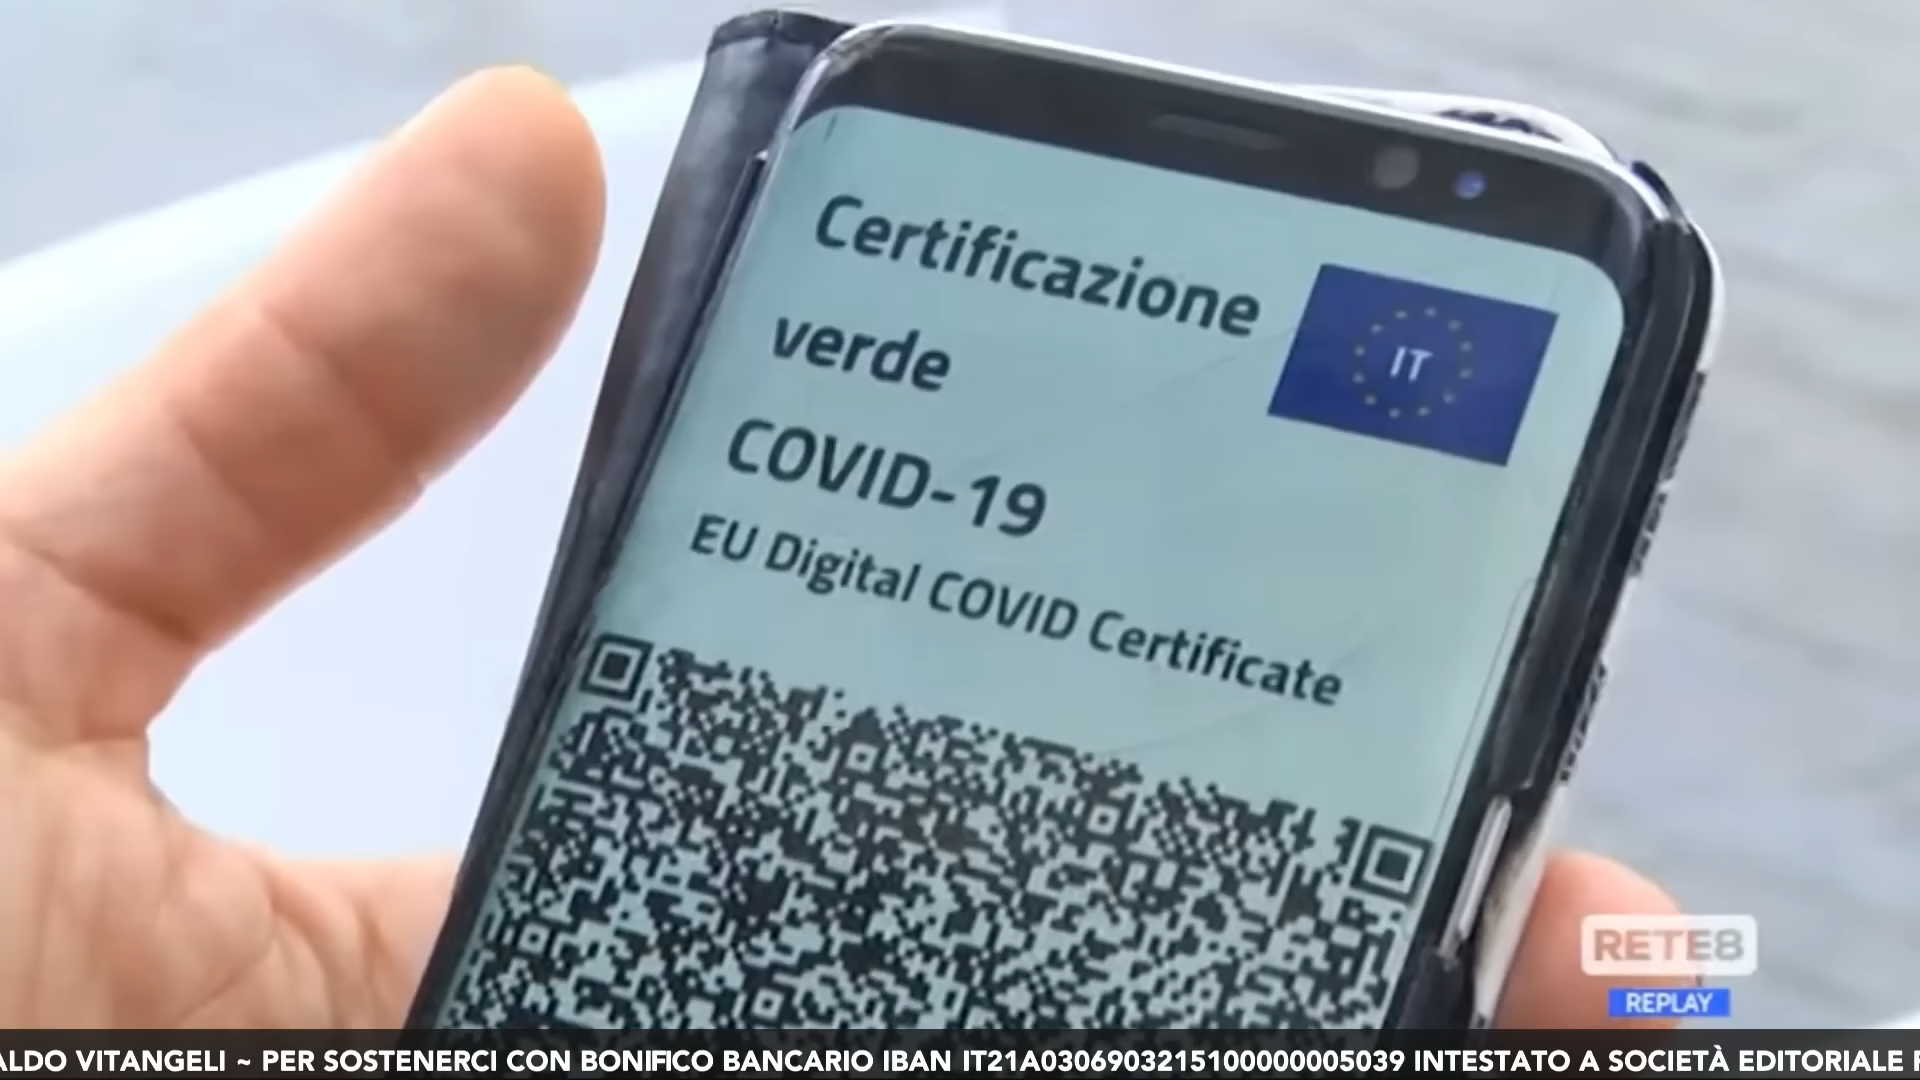 Certificazione
verde
COVID-19
IT
EU Digital COVID Certificate
RETE8
REPLAY
ALDO VITANGELI ~ PER SOSTENERCI CON BONIFICO BANCARIO IBAN IT21A0306903215100000005039 INTESTATO A SOCIETÀ EDITORIALE